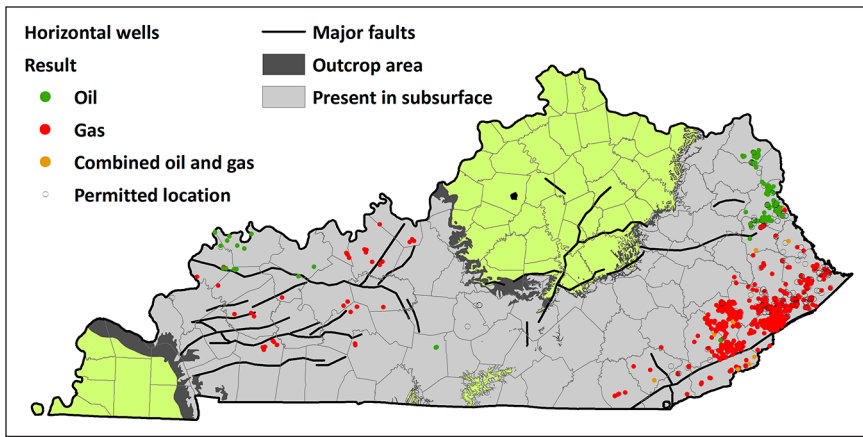 Horizontal wells
Result
Oil
Gas
Combined oil and gas
Permitted location
Major faults
Outcrop area
Present in subsurface